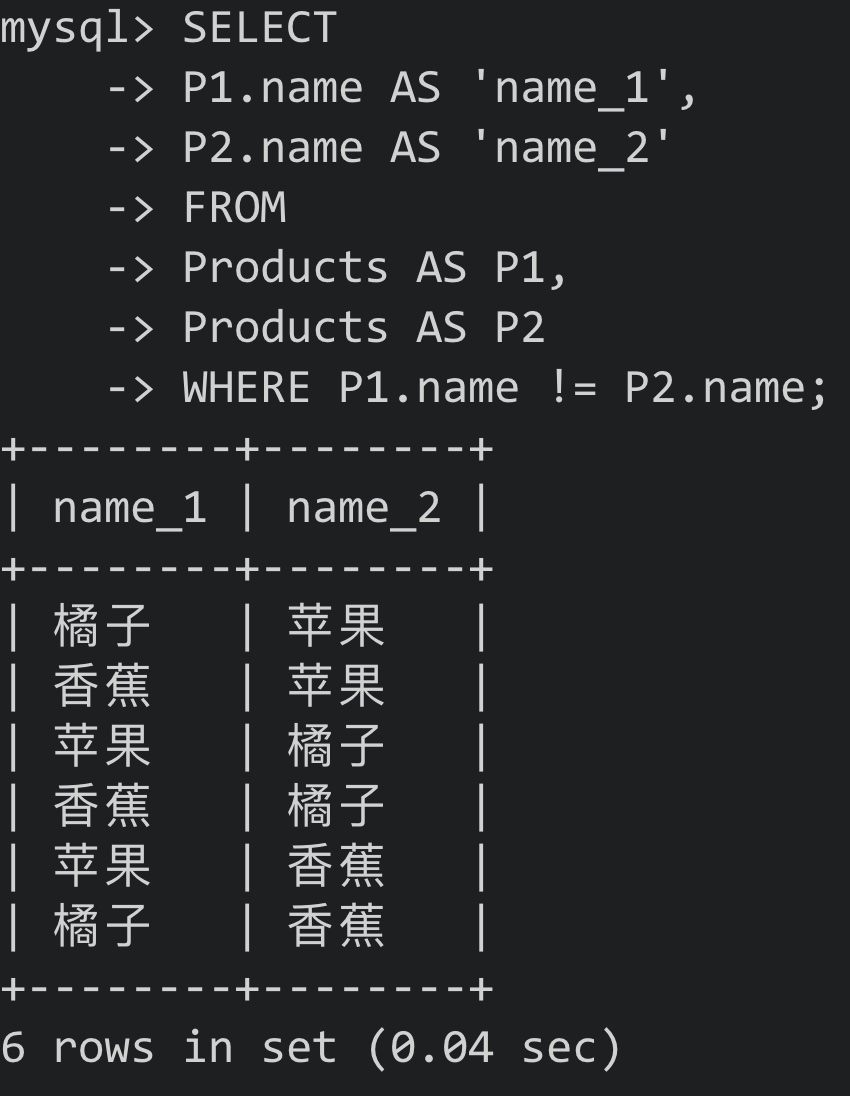 mysql> SELECT
    -> P1.name AS 'name_1',
    -> P2.name AS 'name_2'
    -> FROM
    -> Products AS P1,
    -> Products AS P2
    -> WHERE P1.name != P2.name;
+--------+--------+
| name_1 | name_2 |
+--------+--------+
| 橘子   | 苹果   |
| 香蕉   | 苹果   |
| 苹果   | 橘子   |
| 香蕉   | 橘子   |
| 苹果   | 香蕉   |
| 橘子   | 香蕉   |
+--------+--------+
6 rows in set (0.04 sec)